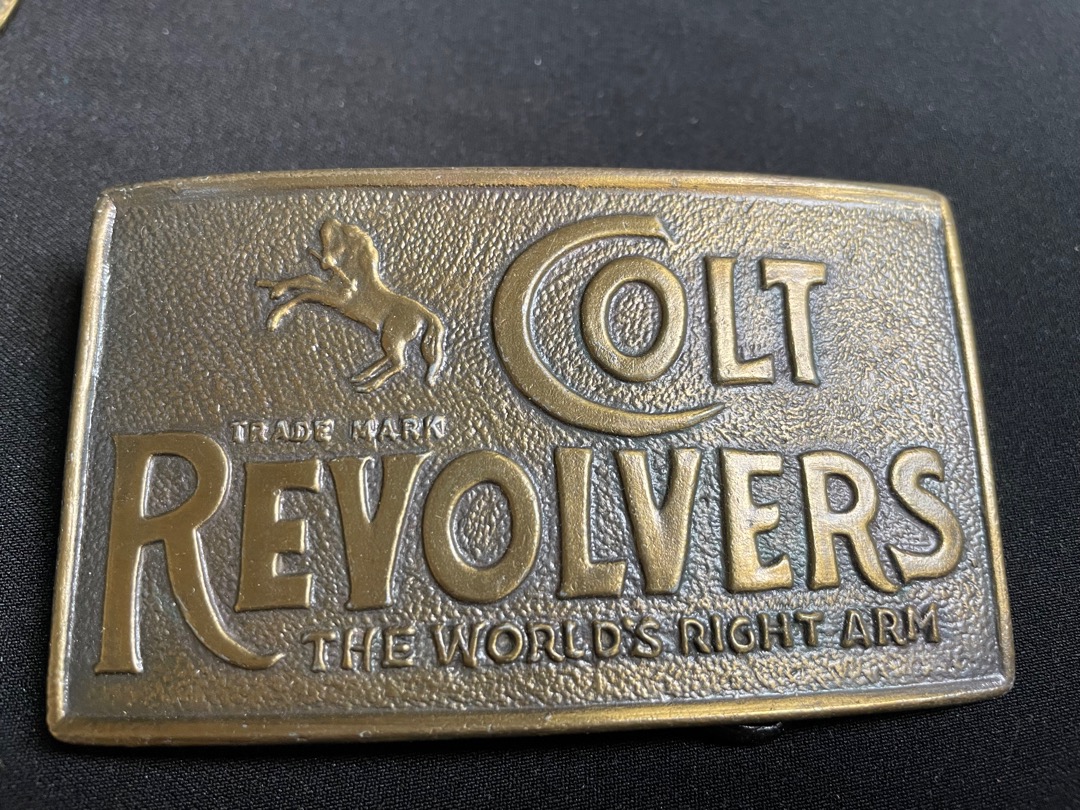 COLT
TRADE MARK
REVOLVERS
THE WORLD'S RIGHT ARM